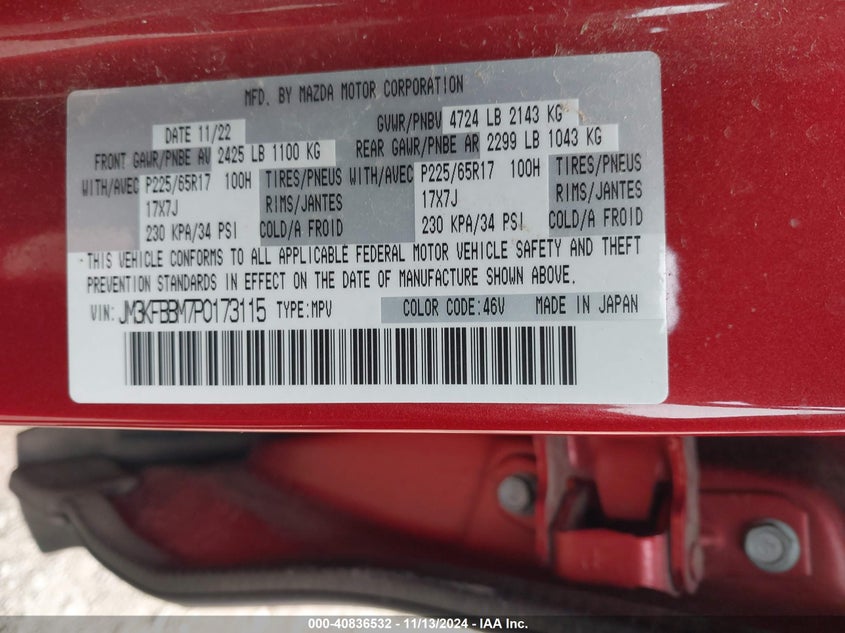 MFD. BY MAZDA MOTOR CORPORATION
DATE 11/22 GVWR/PNBV 4724 LB 2143 KG
FRONT GAWR/PNBE AV 2425 LB 1100 KG REAR GAWR/PNBE AR 2299 LB 1043 KG
WITH/AVEC P225/65R17 100H TIRES/PNEUS WITH/AVEC P225/65R17 100H TIRES/PNEUS
17X7J RIMS/JANTES 17X7J RIMS/JANTES
230 KPA/34 PSI COLD/A FROID 230 KPA/34 PSI COLD/A FROID
- THIS VEHICLE CONFORMS TO ALL APPLICABLE FEDERAL MOTOR VEHICLE SAFETY AND THEFT
PREVENTION STANDARDS IN EFFECT ON THE DATE OF MANUFACTURE SHOWN ABOVE.
VIN: JM3KFBBM7P0173115 TYPE:MPV COLOR CODE:46V MADE IN JAPAN
000-40836532 - 11/13/2024 - IAA Inc.